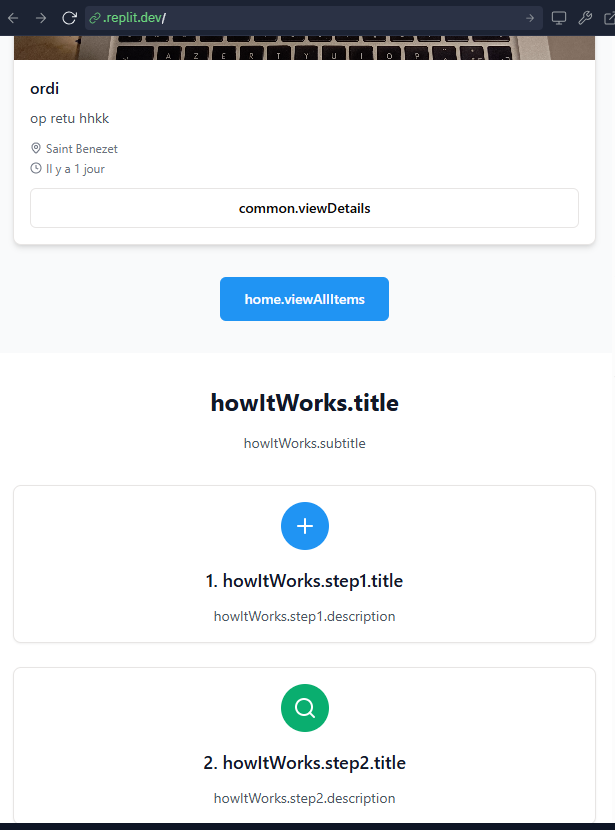 .replit.dev/
A Z E R T Y U I O P
ordi
op retu hhkk
Saint Benezet
Il y a 1 jour
common.viewDetails
home.viewAllItems
howItWorks.title
howItWorks.subtitle
1. howItWorks.step1.title
howItWorks.step1.description
2. howItWorks.step2.title
howItWorks.step2.description